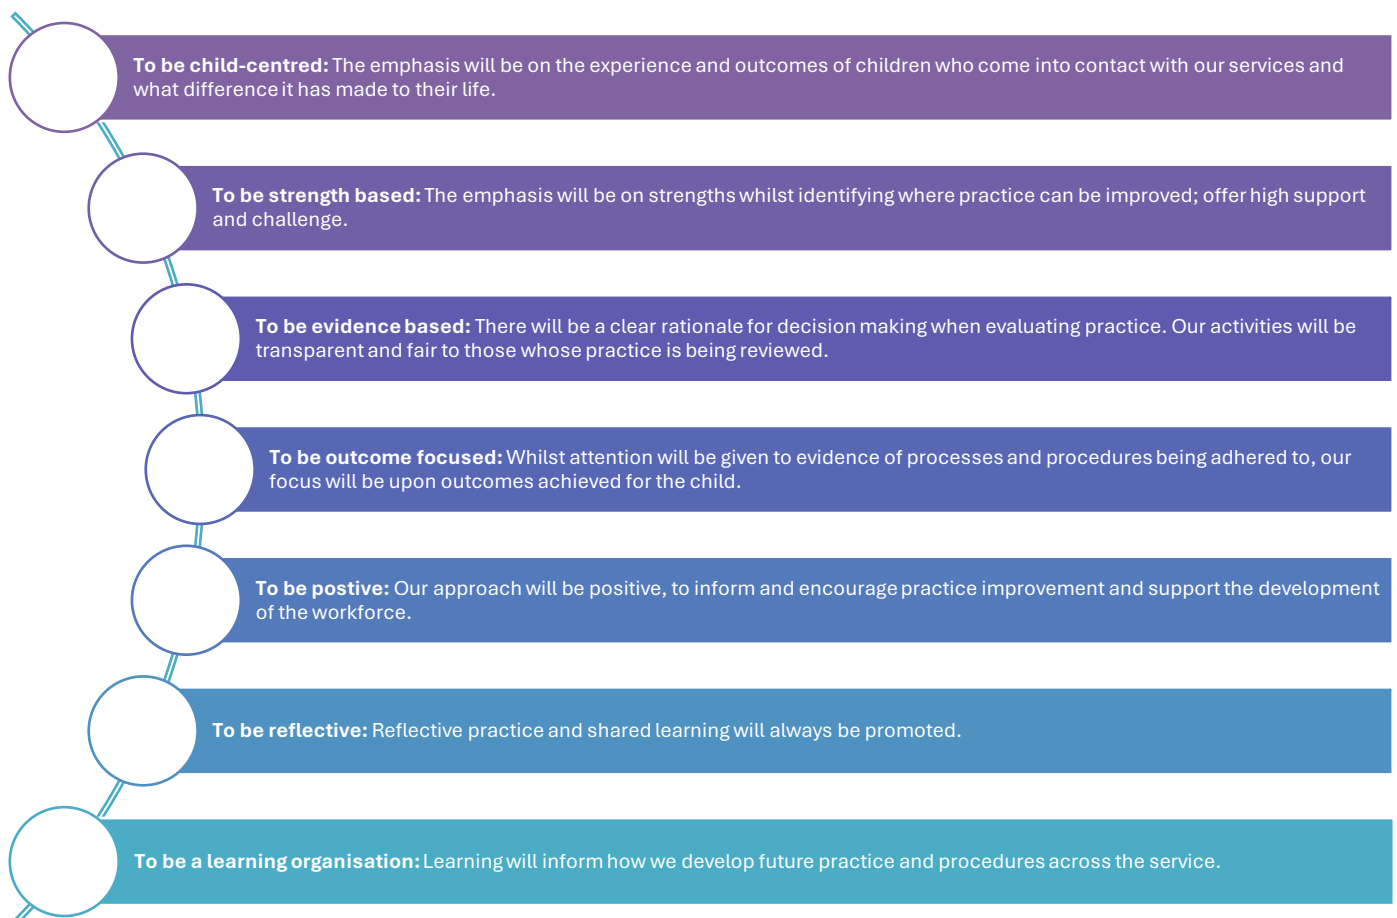 To be child-centred: The emphasis will be on the experience and outcomes of children who come into contact with our services and
what difference it has made to their life.
To be strength based: The emphasis will be on strengths whilst identifying where practice can be improved; offer high support
and challenge.
To be evidence based: There will be a clear rationale for decision making when evaluating practice. Our activities will be
transparent and fair to those whose practice is being reviewed.
To be outcome focused: Whilst attention will be given to evidence of processes and procedures being adhered to, our
focus will be upon outcomes achieved for the child.
To be postive: Our approach will be positive, to inform and encourage practice improvement and support the development
of the workforce.
To be reflective: Reflective practice and shared learning will always be promoted.
To be a learning organisation: Learning will inform how we develop future practice and procedures across the service.